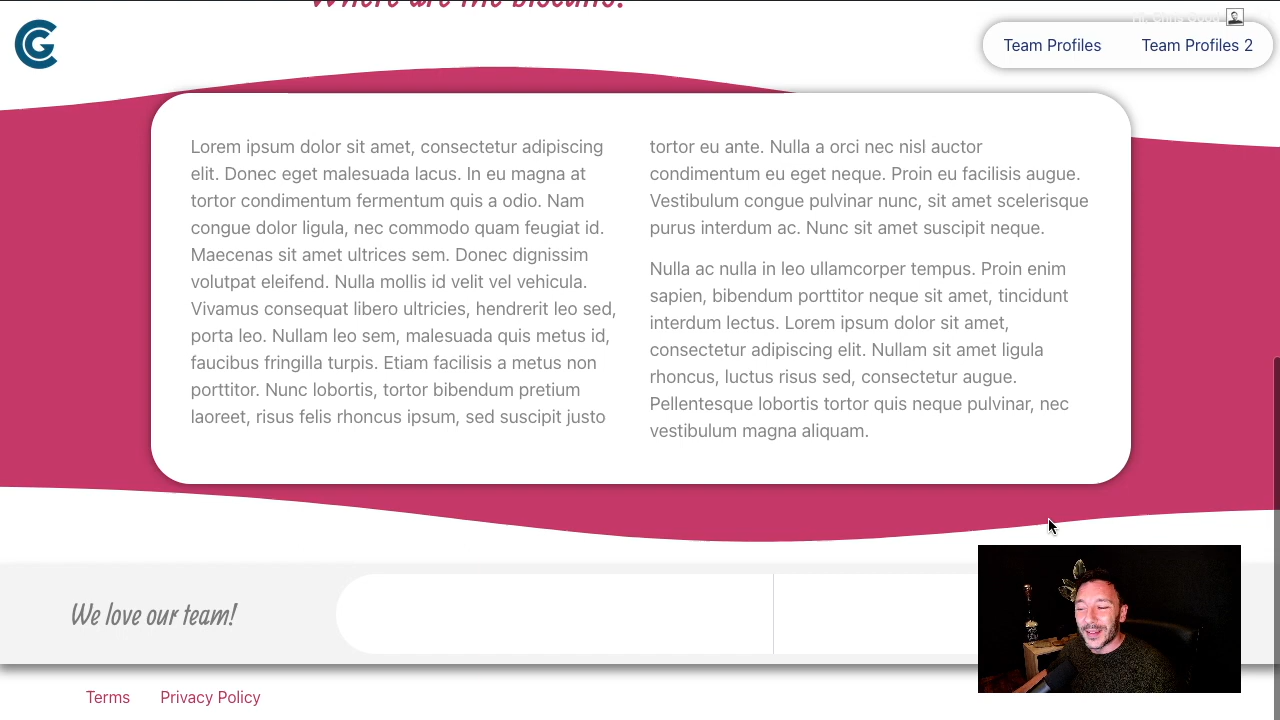 Where are the biscuits?
Hi, Chris Good
Team Profiles
Team Profiles 2
Lorem ipsum dolor sit amet, consectetur adipiscing
elit. Donec eget malesuada lacus. In eu magna at
tortor condimentum fermentum quis a odio. Nam
congue dolor ligula, nec commodo quam feugiat id.
Maecenas sit amet ultrices sem. Donec dignissim
volutpat eleifend. Nulla mollis id velit vel vehicula.
Vivamus consequat libero ultricies, hendrerit leo sed,
porta leo. Nullam leo sem, malesuada quis metus id,
faucibus fringilla turpis. Etiam facilisis a metus non
porttitor. Nunc lobortis, tortor bibendum pretium
laoreet, risus felis rhoncus ipsum, sed suscipit justo
tortor eu ante. Nulla a orci nec nisl auctor
condimentum eu eget neque. Proin eu facilisis augue.
Vestibulum congue pulvinar nunc, sit amet scelerisque
purus interdum ac. Nunc sit amet suscipit neque.
Nulla ac nulla in leo ullamcorper tempus. Proin enim
sapien, bibendum porttitor neque sit amet, tincidunt
interdum lectus. Lorem ipsum dolor sit amet,
consectetur adipiscing elit. Nullam sit amet ligula
rhoncus, luctus risus sed, consectetur augue.
Pellentesque lobortis tortor quis neque pulvinar, nec
vestibulum magna aliquam.
We love our team!
Terms
Privacy Policy